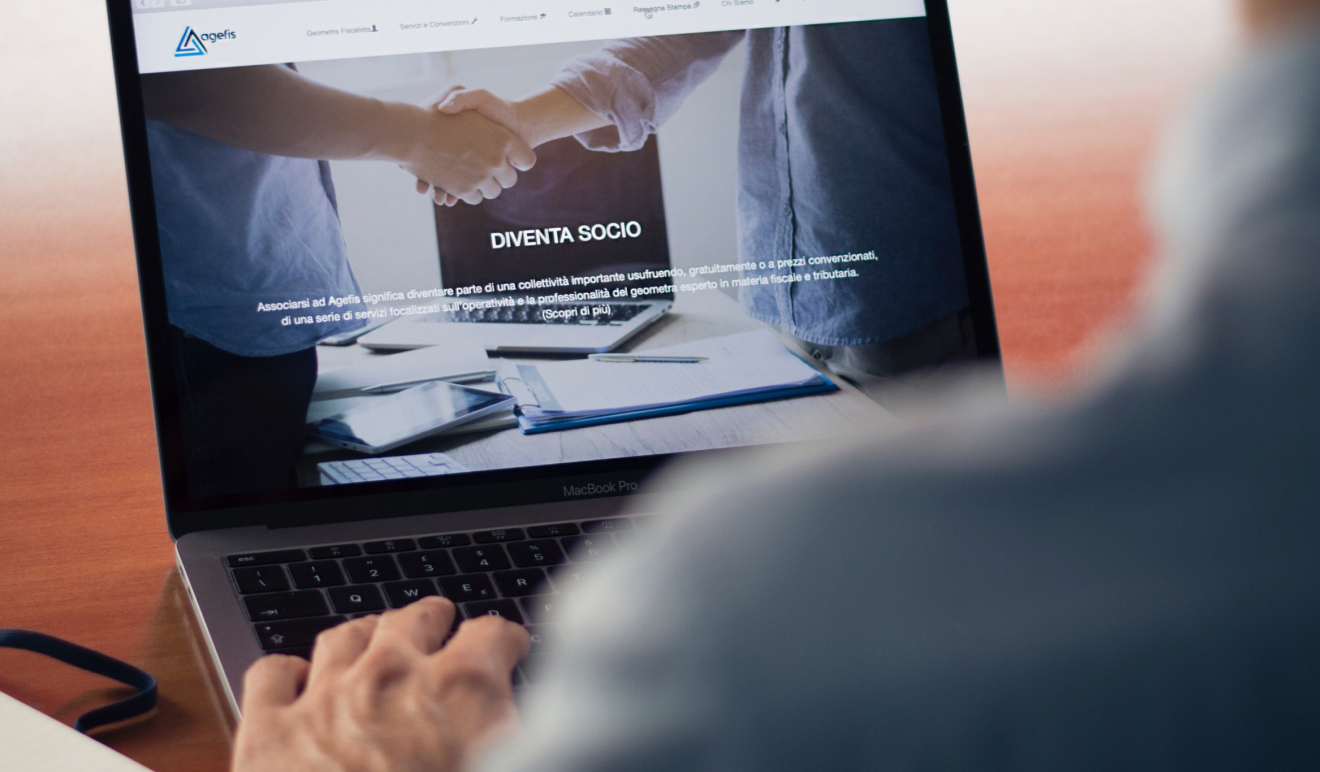 agefis
Geometra Fiscalista Servizi e Convenzioni Formazione Calendario Rassegna Stampa Chi Siamo
DIVENTA SOCIO
Associarsi ad Agefis significa diventare parte di una collettività importante usufruendo, gratuitamente o a prezzi convenzionati,
di una serie di servizi focalizzati sull'operatività e la professionalità del geometra esperto in materia fiscale e tributaria.
(Scopri di più)
MacBook Pro
esc
1 2 3 4 5
Q W E R